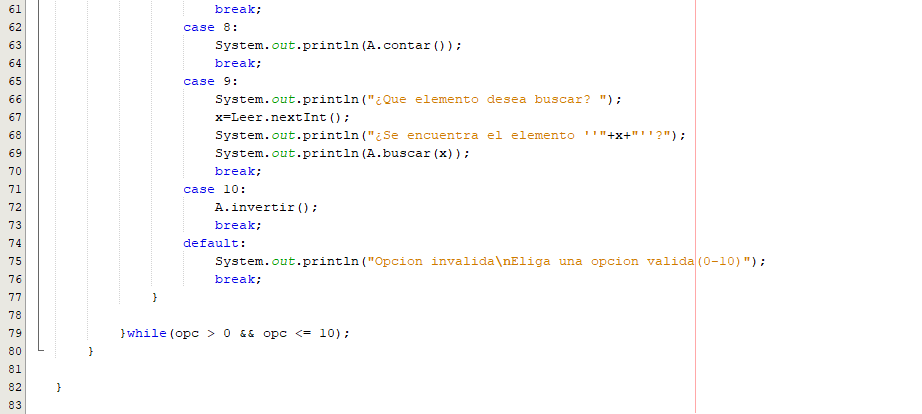 61 break;
62 case 8:
63 System.out.println(A.contar());
64 break;
65 case 9:
66 System.out.println("¿Que elemento desea buscar? ");
67 x=Leer.nextInt();
68 System.out.println("¿Se encuentra el elemento ''"+x+"''?");
69 System.out.println(A.buscar(x));
70 break;
71 case 10:
72 A.invertir();
73 break;
74 default:
75 System.out.println("Opcion invalida\nEliga una opcion valida(0-10)");
76 break;
77 }
78
79 }while(opc > 0 && opc <= 10);
80 }
81
82 }
83